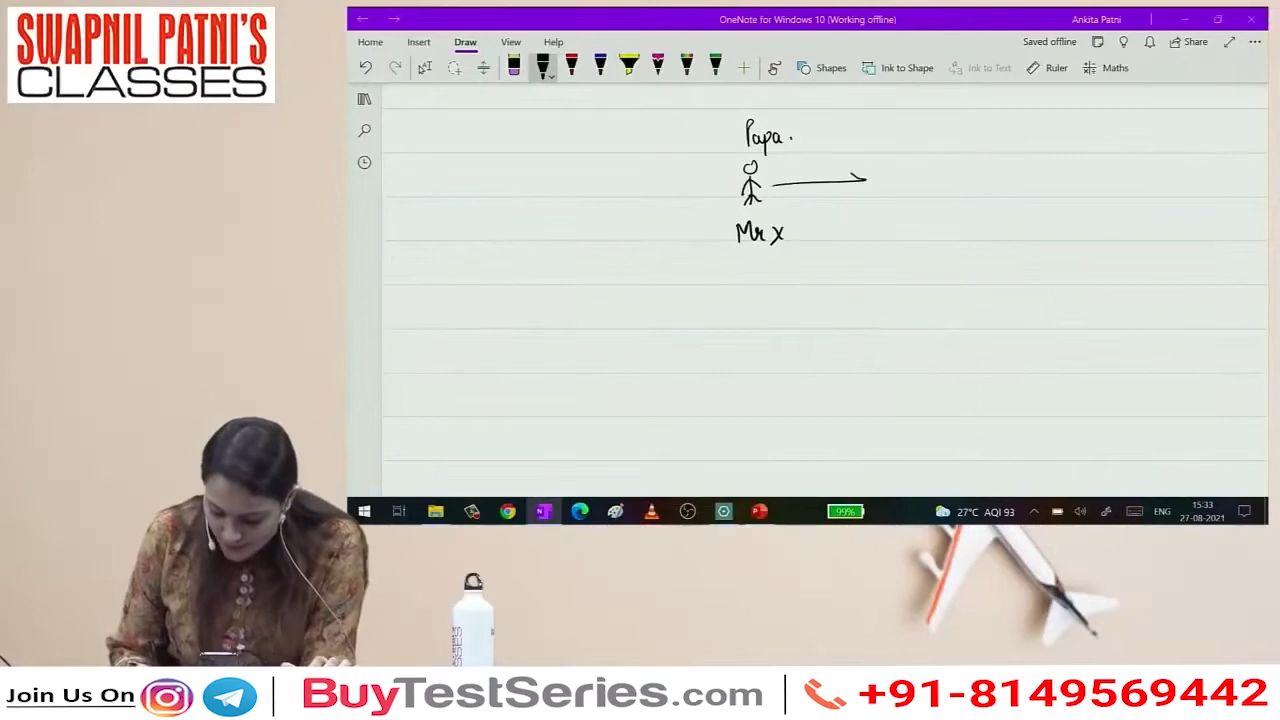 SWAPNIL PATNI'S
CLASSES
OneNote for Windows 10 (Working offline)
Ankita Patni
Home Insert Draw View Help
Saved offline
Share
Shapes
Ink to Shape
Ink to Text
Ruler
Maths
Papa.
Mr X
99%
27°C AQI 93
ENG
15:33
27-08-2021
Join Us On
BuyTestSeries.com
+91-8149569442